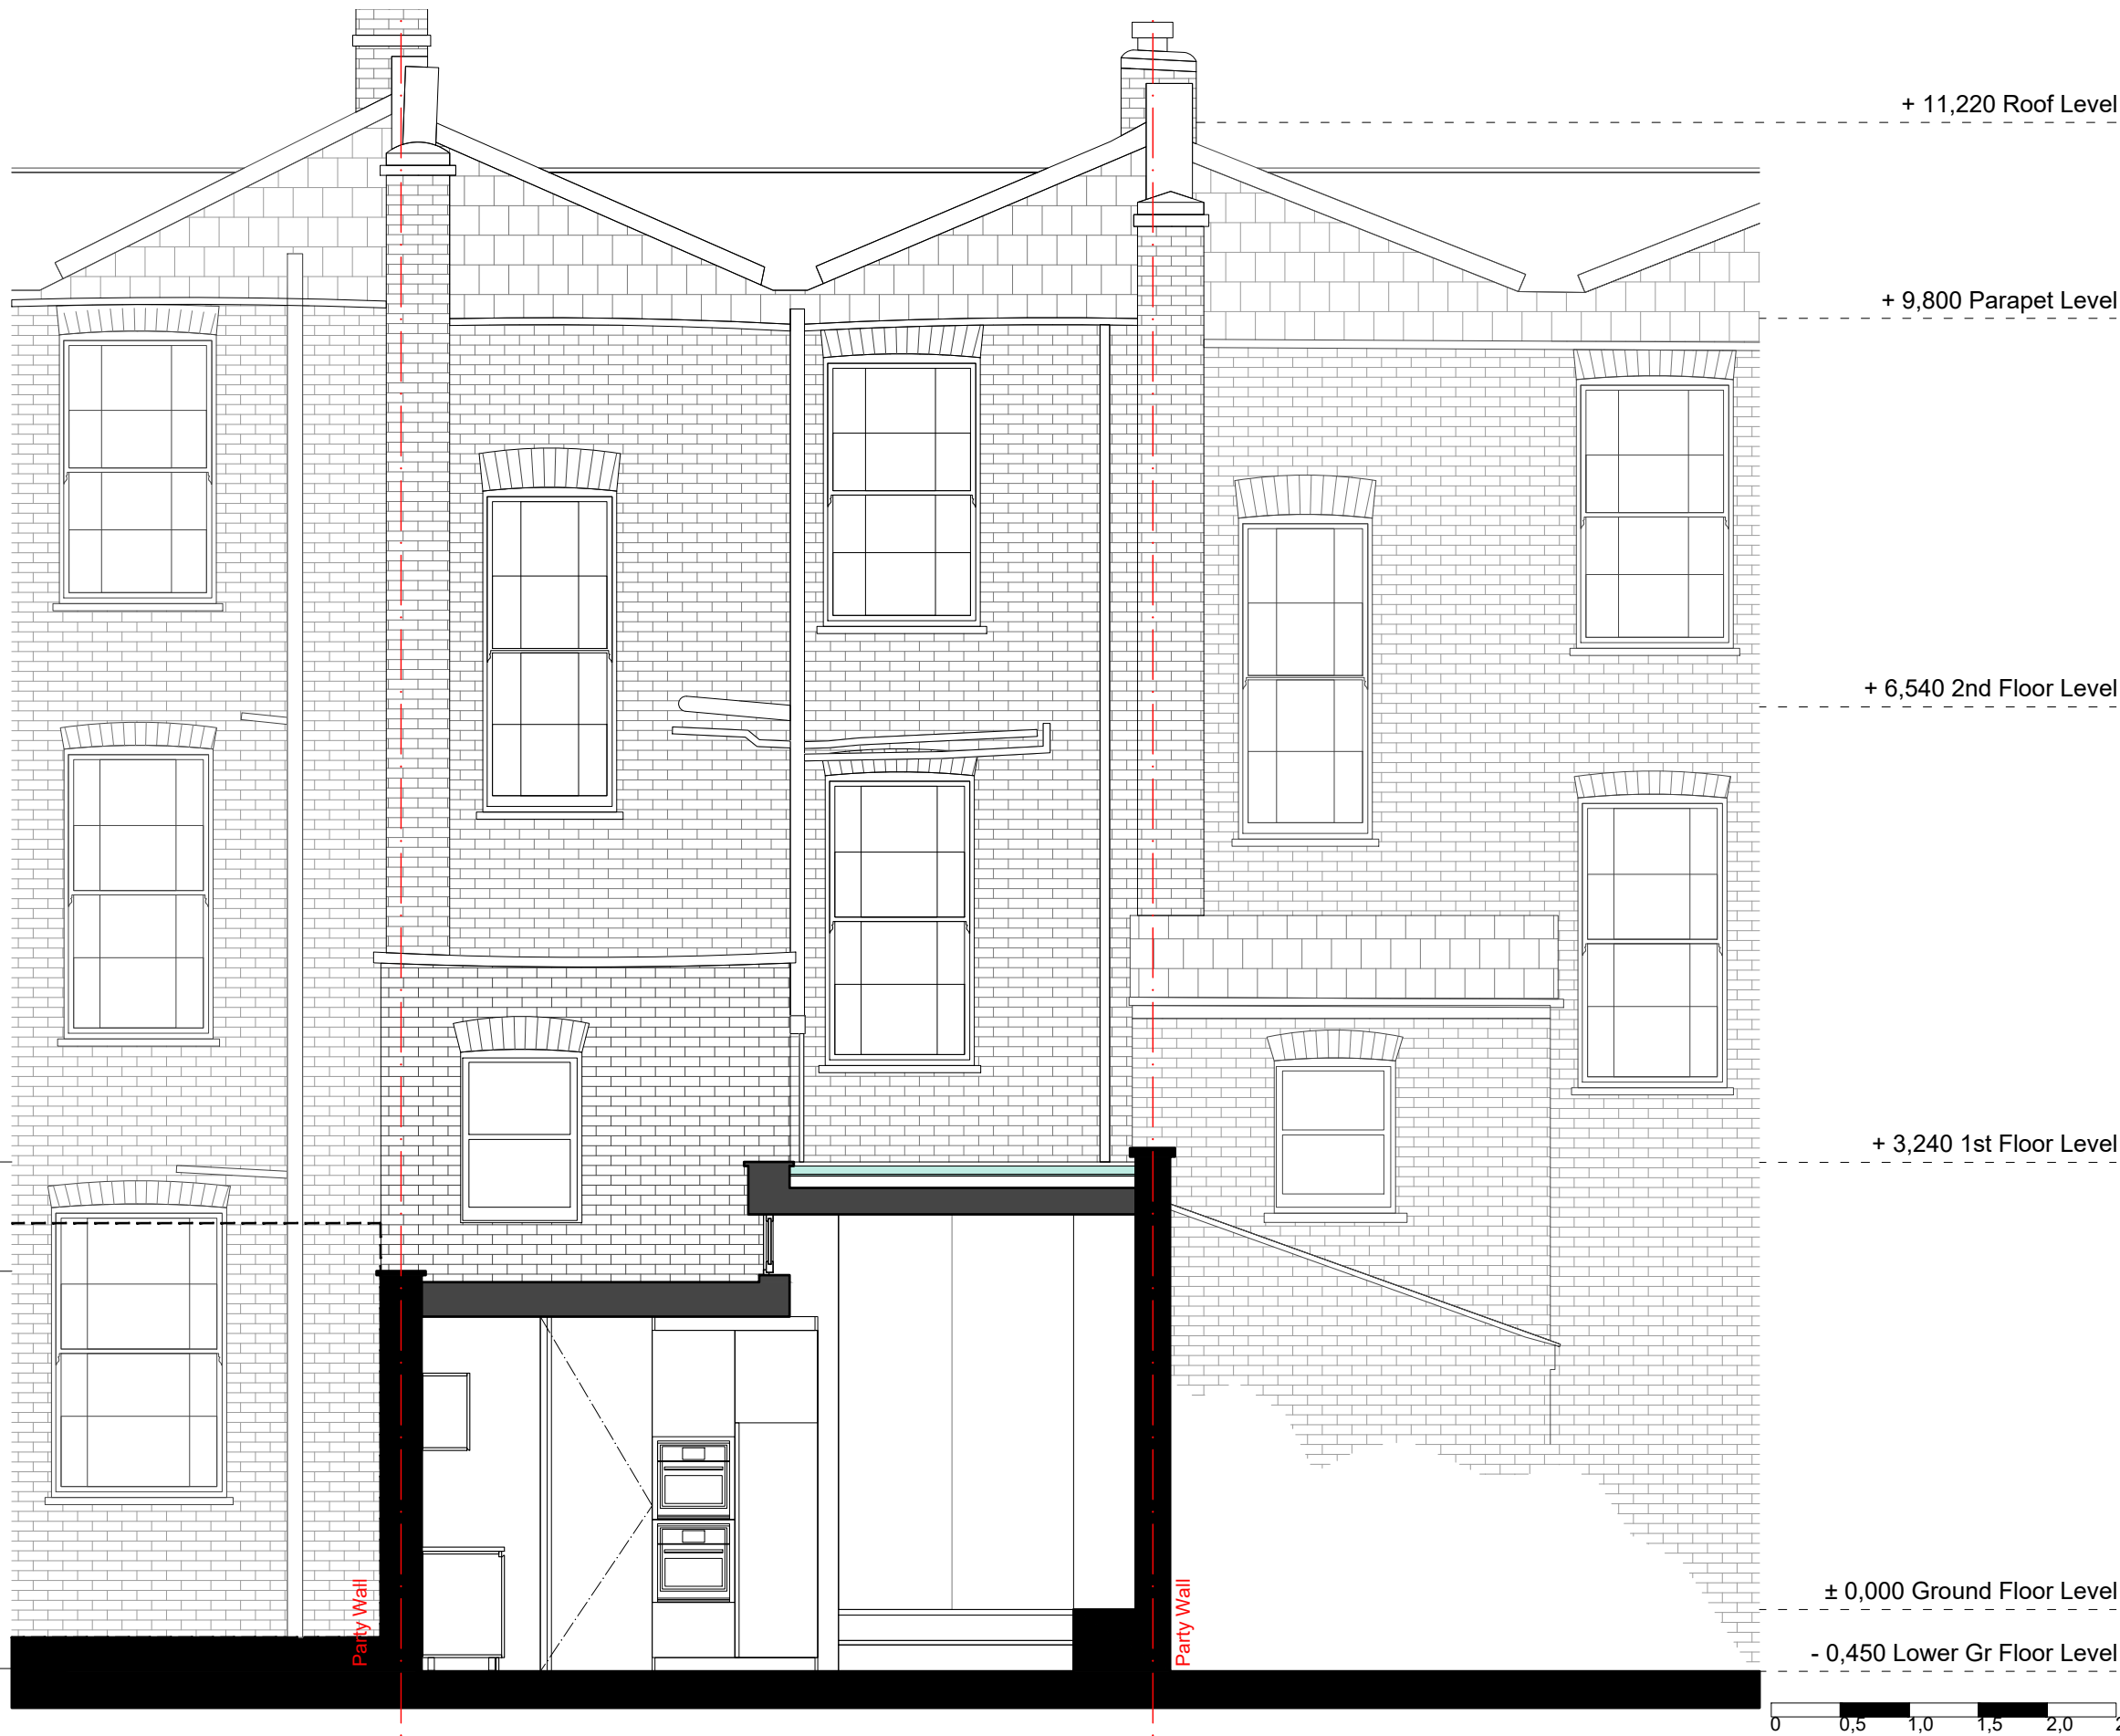 + 11,220 Roof Level
+ 9,800 Parapet Level
+ 6,540 2nd Floor Level
+ 3,240 1st Floor Level
Party Wall
Party Wall
± 0,000 Ground Floor Level
- 0,450 Lower Gr Floor Level
0 0,5 1,0 1,5 2,0